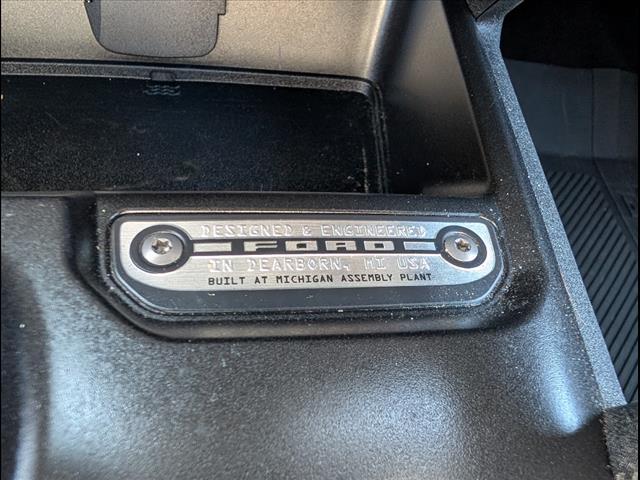 DESIGNED & ENGINEERED
FORD
IN DEARBORN, MI USA
BUILT AT MICHIGAN ASSEMBLY PLANT